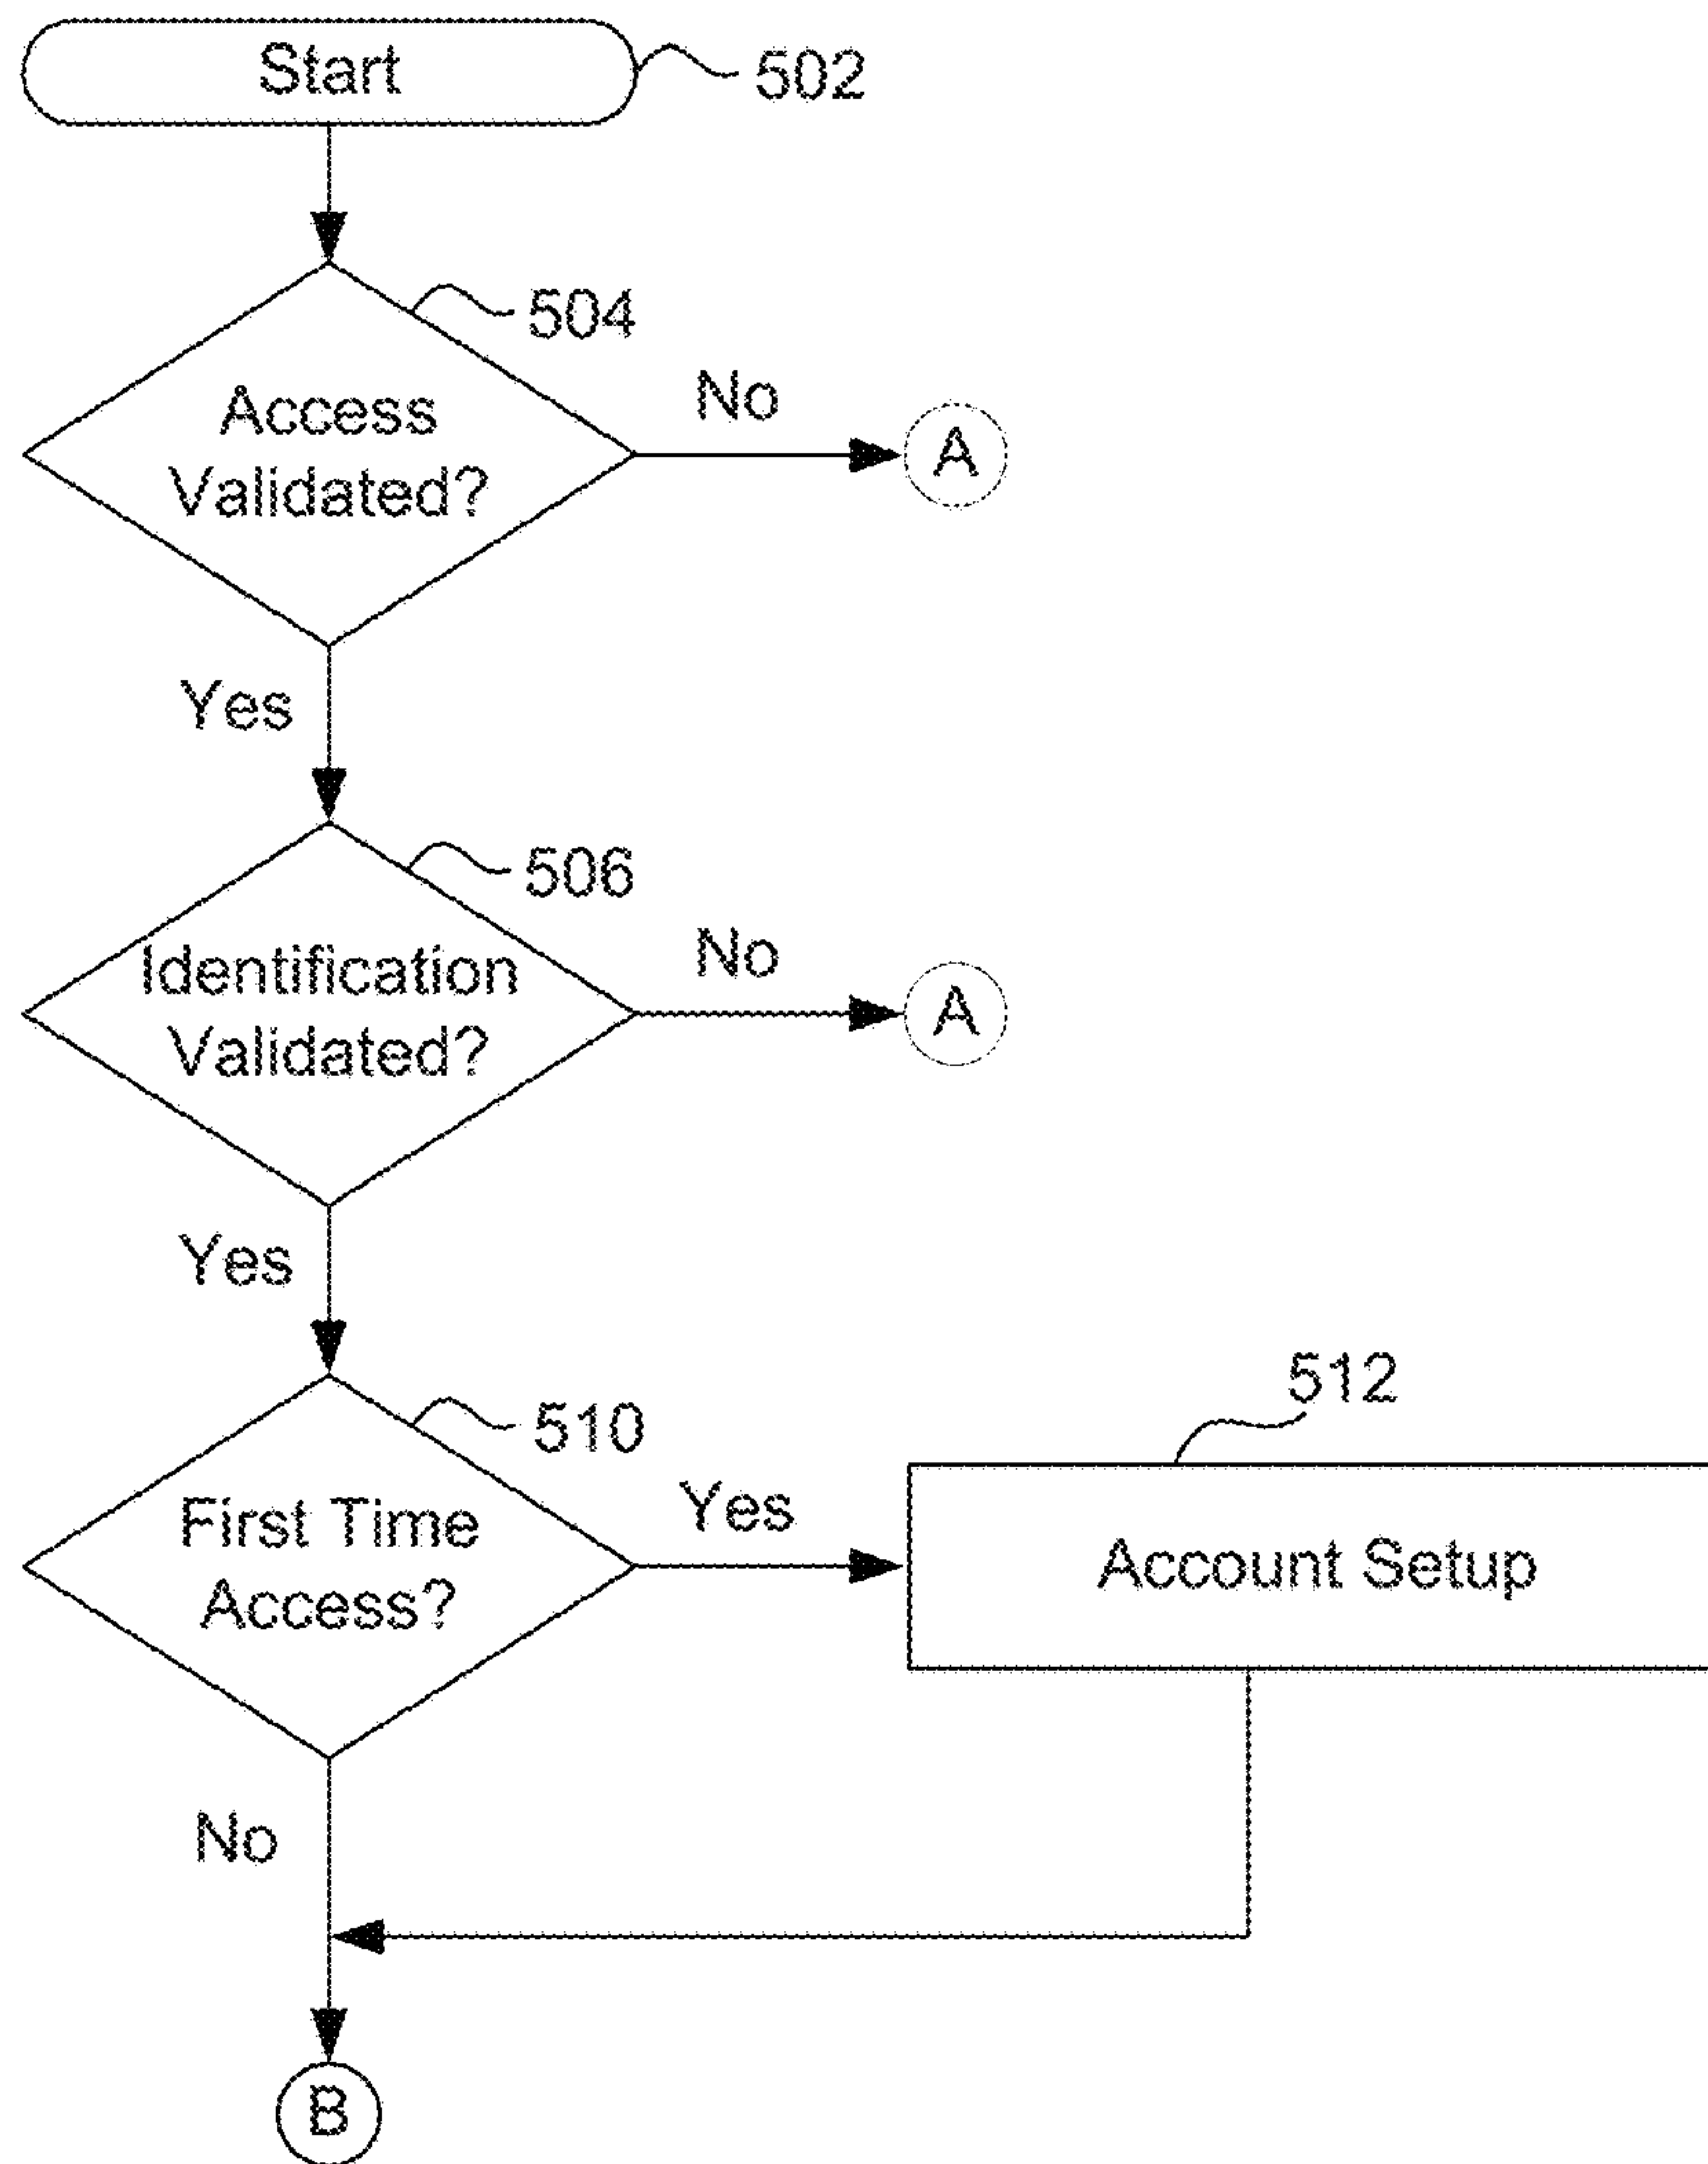 Start
502
504
Access
Validated?
No
A
Yes
506
Identification
Validated?
No
A
Yes
510
512
First Time
Access?
Yes
Account Setup
No
B